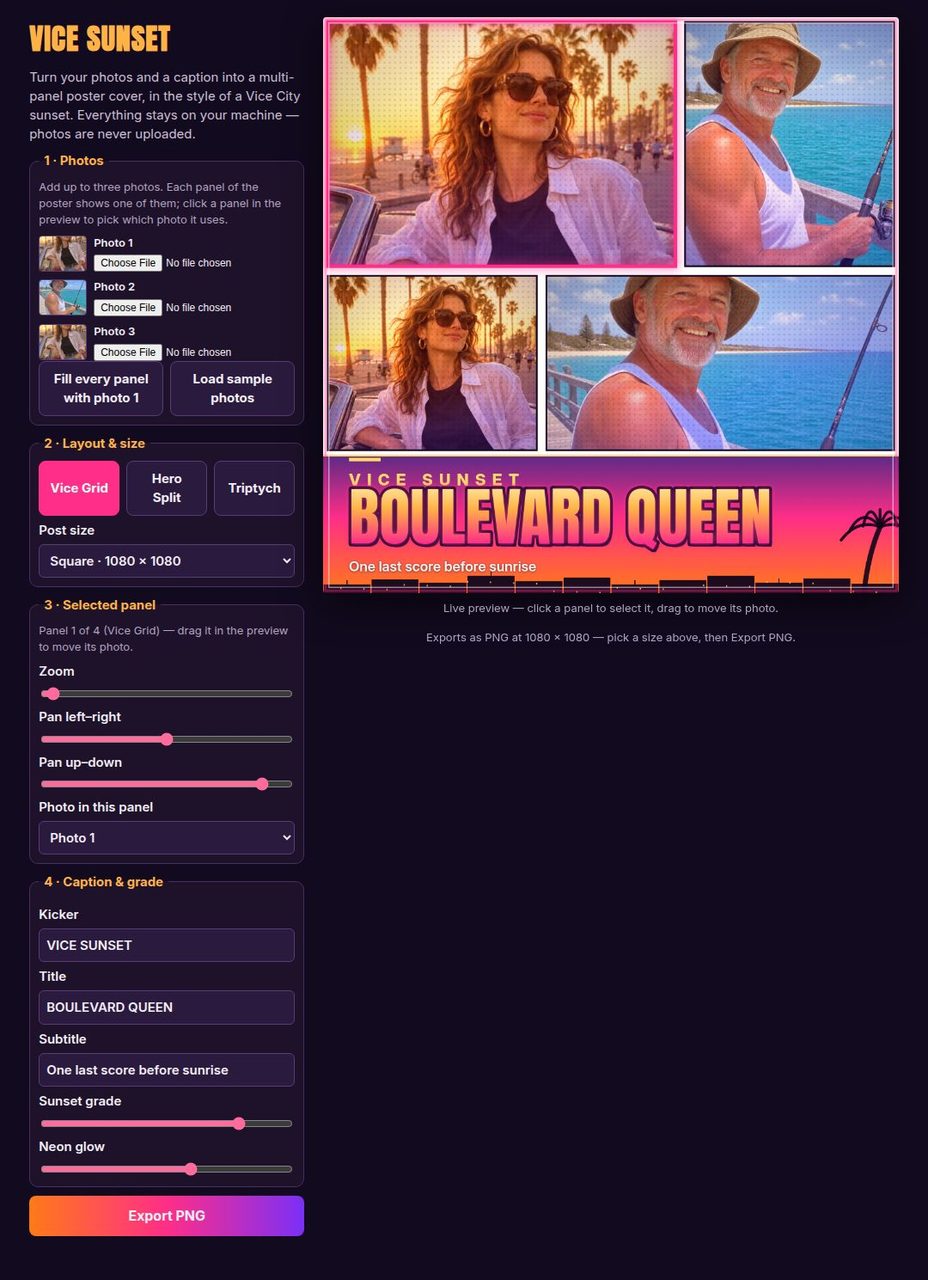 VICE SUNSET
Turn your photos and a caption into a multi-
panel poster cover, in the style of a Vice City
sunset. Everything stays on your machine —
photos are never uploaded.
1 · Photos
Add up to three photos. Each panel of the
poster shows one of them; click a panel in the
preview to pick which photo it uses.
Photo 1
Choose File No file chosen
Photo 2
Choose File No file chosen
Photo 3
Choose File No file chosen
Fill every panel
with photo 1
Load sample
photos
2 · Layout & size
Vice Grid
Hero
Split
Triptych
Post size
Square · 1080 × 1080
3 · Selected panel
Panel 1 of 4 (Vice Grid) — drag it in the preview
to move its photo.
Zoom
Pan left–right
Pan up–down
Photo in this panel
Photo 1
4 · Caption & grade
Kicker
VICE SUNSET
Title
BOULEVARD QUEEN
Subtitle
One last score before sunrise
Sunset grade
Neon glow
Export PNG
VICE SUNSET
BOULEVARD QUEEN
One last score before sunrise
Live preview — click a panel to select it, drag to move its photo.
Exports as PNG at 1080 × 1080 — pick a size above, then Export PNG.